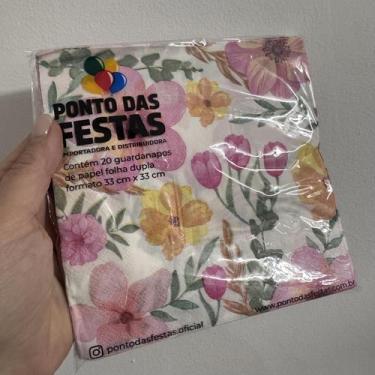 PONTO DAS
FESTAS
IMPORTADORA E DISTRIBUIDORA
Contém 20 guardanapos
de papel folha dupla,
formato 33 cm x 33 cm
www.pontodasfestas.com.br
pontodasfestas.oficial